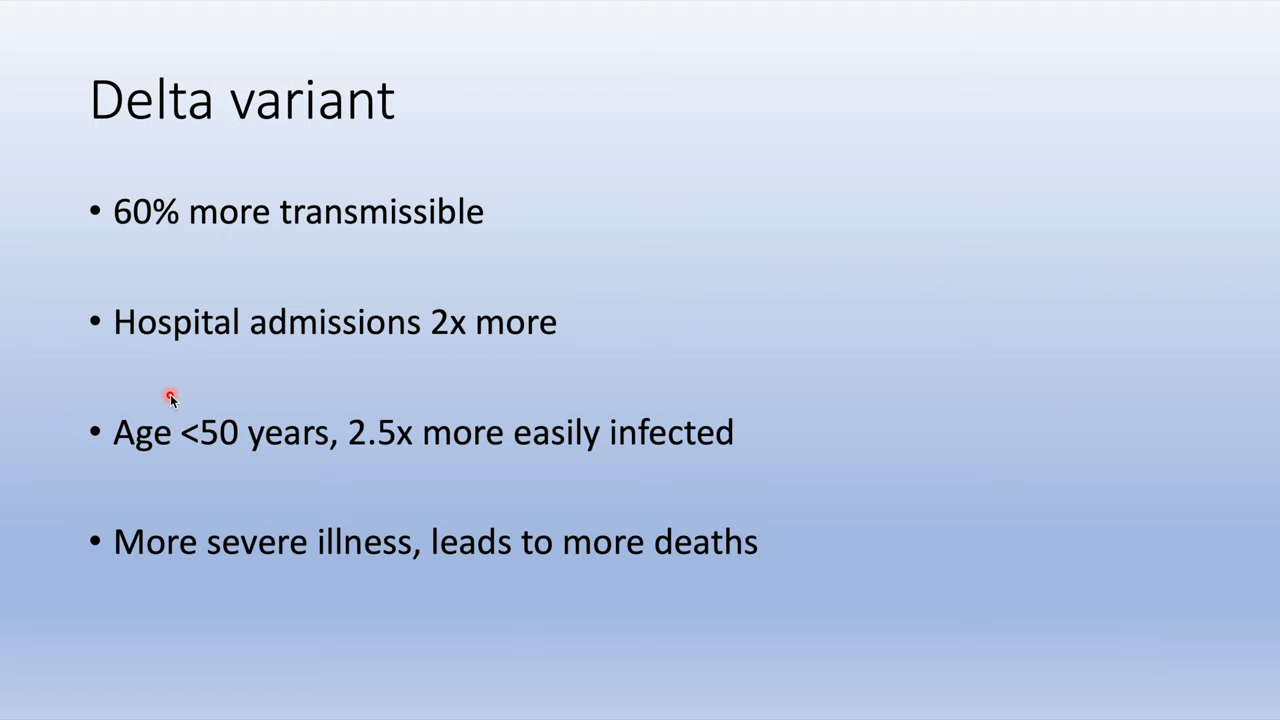 Delta variant
• 60% more transmissible
• Hospital admissions 2x more
• Age <50 years, 2.5x more easily infected
• More severe illness, leads to more deaths